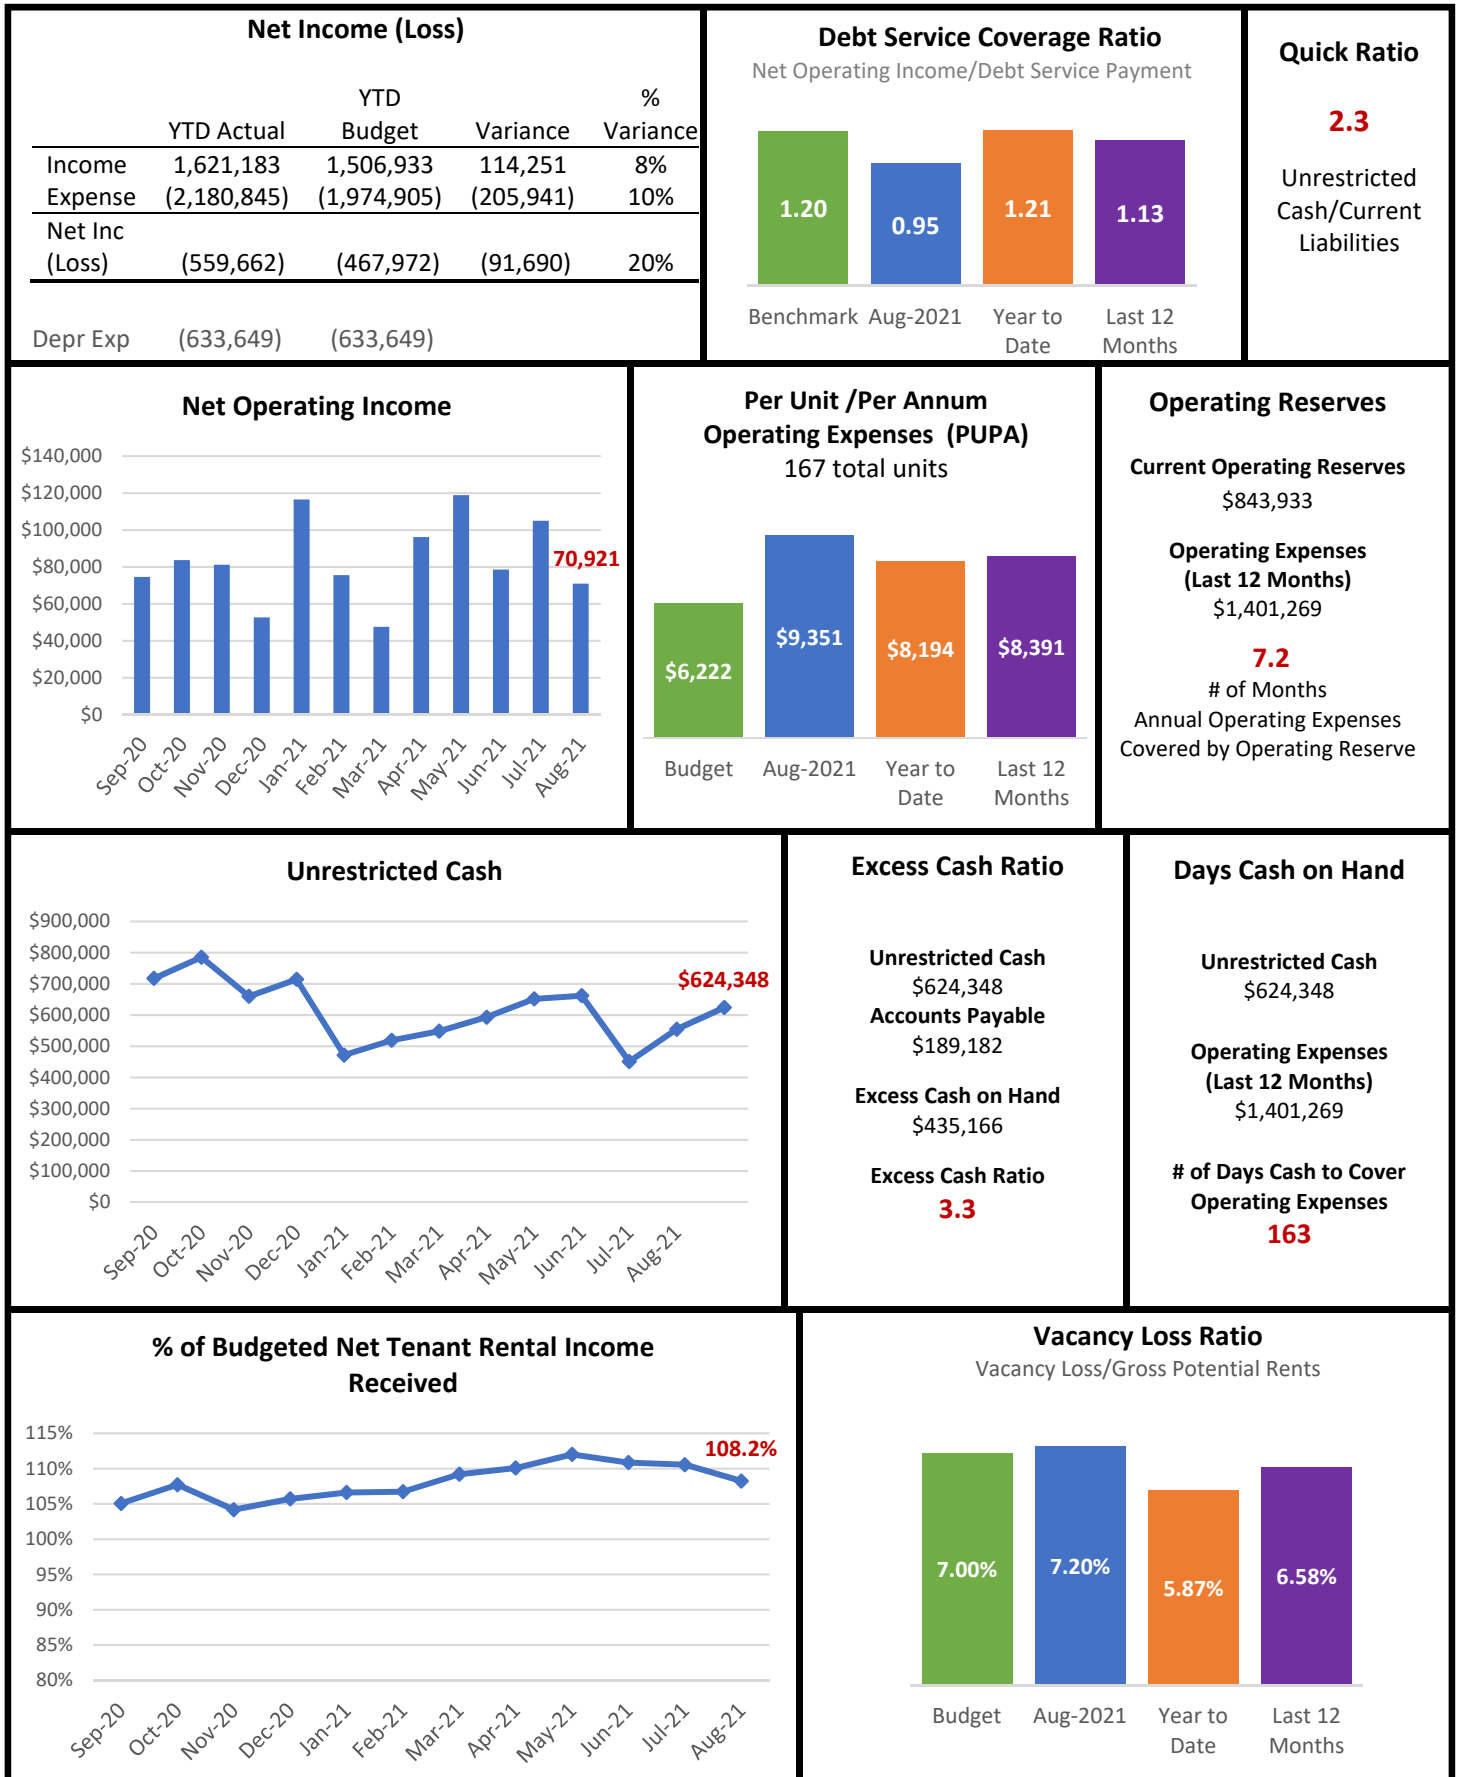 Net Income (Loss)
YTD %
YTD Actual Budget Variance Variance
Income 1,621,183 1,506,933 114,251 8%
Expense (2,180,845) (1,974,905) (205,941) 10%
Net Inc
(Loss) (559,662) (467,972) (91,690) 20%
Depr Exp (633,649) (633,649)
Debt Service Coverage Ratio
Net Operating Income/Debt Service Payment
1.20 0.95 1.21 1.13
Benchmark Aug-2021 Year to Last 12
Date Months
Quick Ratio
2.3
Unrestricted
Cash/Current
Liabilities
Net Operating Income
$140,000
$120,000
$100,000
$80,000
$60,000
$40,000
$20,000
$0
70,921
Sep-20 Oct-20 Nov-20 Dec-20 Jan-21 Feb-21 Mar-21 Apr-21 May-21 Jun-21 Jul-21 Aug-21
Per Unit /Per Annum
Operating Expenses (PUPA)
167 total units
$6,222 $9,351 $8,194 $8,391
Budget Aug-2021 Year to Last 12
Date Months
Operating Reserves
Current Operating Reserves
$843,933
Operating Expenses
(Last 12 Months)
$1,401,269
7.2
# of Months
Annual Operating Expenses
Covered by Operating Reserve
Unrestricted Cash
$900,000
$800,000
$700,000
$600,000
$500,000
$400,000
$300,000
$200,000
$100,000
$0
$624,348
Sep-20 Oct-20 Nov-20 Dec-20 Jan-21 Feb-21 Mar-21 Apr-21 May-21 Jun-21 Jul-21 Aug-21
Excess Cash Ratio
Unrestricted Cash
$624,348
Accounts Payable
$189,182
Excess Cash on Hand
$435,166
Excess Cash Ratio
3.3
Days Cash on Hand
Unrestricted Cash
$624,348
Operating Expenses
(Last 12 Months)
$1,401,269
# of Days Cash to Cover
Operating Expenses
163
% of Budgeted Net Tenant Rental Income
Received
115%
110%
105%
100%
95%
90%
85%
80%
108.2%
Sep-20 Oct-20 Nov-20 Dec-20 Jan-21 Feb-21 Mar-21 Apr-21 May-21 Jun-21 Jul-21 Aug-21
Vacancy Loss Ratio
Vacancy Loss/Gross Potential Rents
7.00% 7.20% 5.87% 6.58%
Budget Aug-2021 Year to Last 12
Date Months